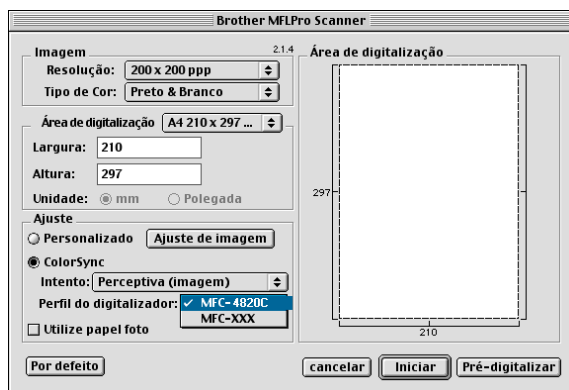 Brother MFLPro Scanner
Imagem 2.1.4
Resolução: 200 x 200 ppp
Tipo de Cor: Preto & Branco
Área de digitalização A4 210 x 297 ...
Largura: 210
Altura: 297
Unidade: mm Polegada
Ajuste
Personalizado Ajuste de imagem
ColorSync
Intento: Perceptiva (imagem)
Perfil do digitalizador: MFC-4820C
MFC-XXX
Utilize papel foto
Por defeito
Área de digitalização
297
210
cancelar Iniciar Pré-digitalizar